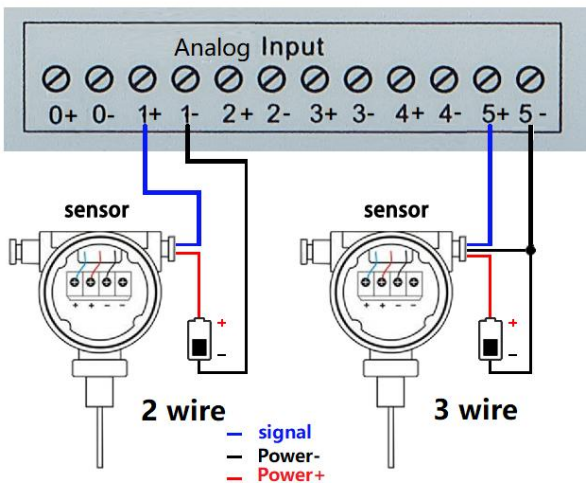 Analog Input
0+ 0- 1+ 1- 2+ 2- 3+ 3- 4+ 4- 5+ 5-
sensor sensor
+ + - - + + - -
+ +
- -
2 wire 3 wire
signal
Power-
Power+